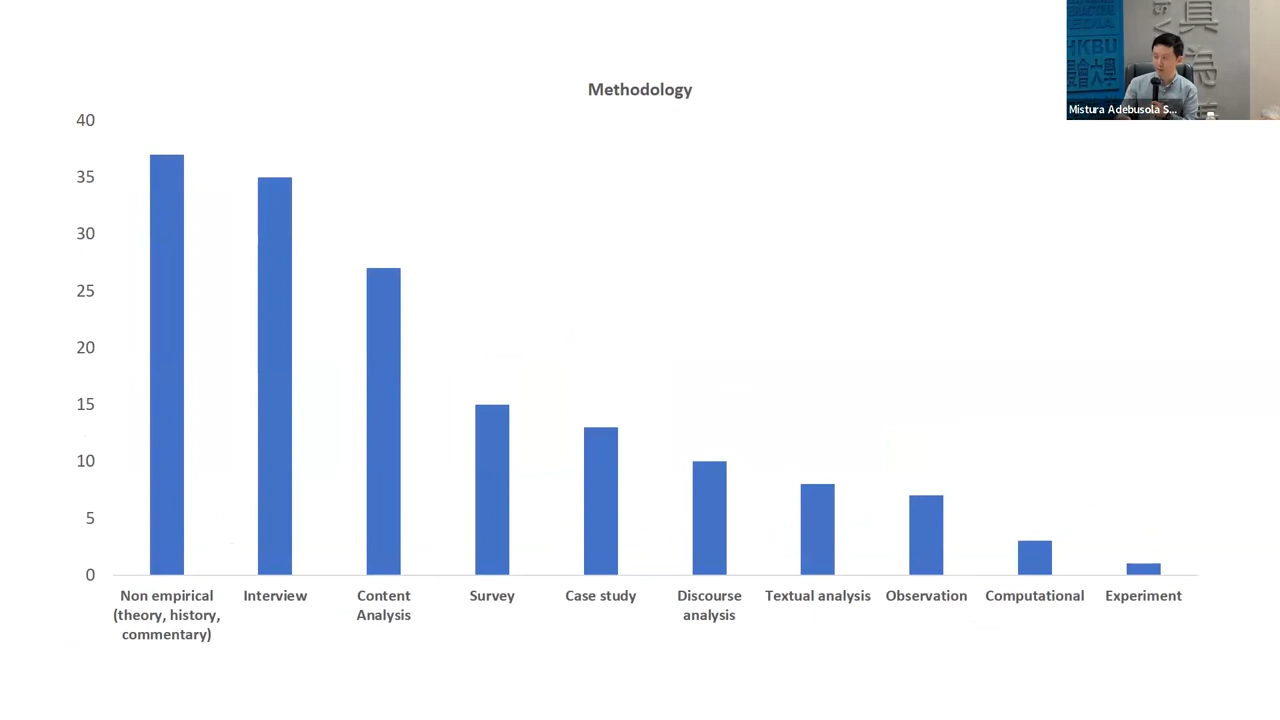 Methodology
40
35
30
25
20
15
10
5
0
Non empirical
(theory, history,
commentary)
Interview
Content
Analysis
Survey
Case study
Discourse
analysis
Textual analysis
Observation
Computational
Experiment
MEDIA
HKBU
Mistura Adebusola S...